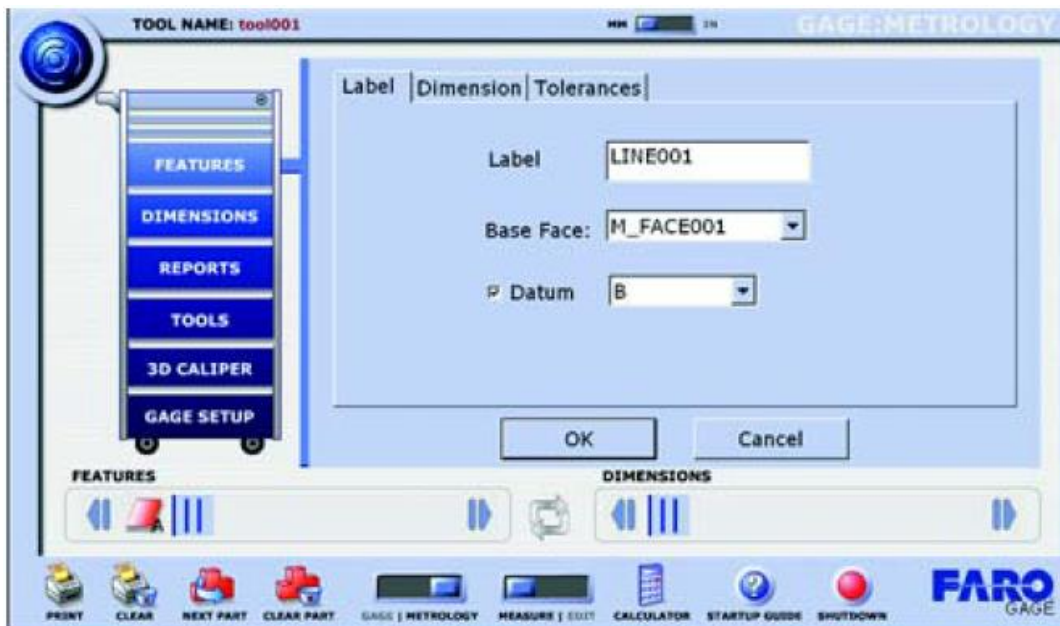 TOOL NAME: tool001
MM
IN
GAGE:METROLOGY
Label
Dimension
Tolerances
FEATURES
DIMENSIONS
REPORTS
TOOLS
3D CALIPER
GAGE SETUP
Label
LINE001
Base Face:
M_FACE001
Datum
B
OK
Cancel
FEATURES
A
DIMENSIONS
PRINT
CLEAR
NEXT PART
CLEAR PART
GAGE | METROLOGY
MEASURE | EDIT
CALCULATOR
STARTUP GUIDE
SHUTDOWN
FARO
GAGE